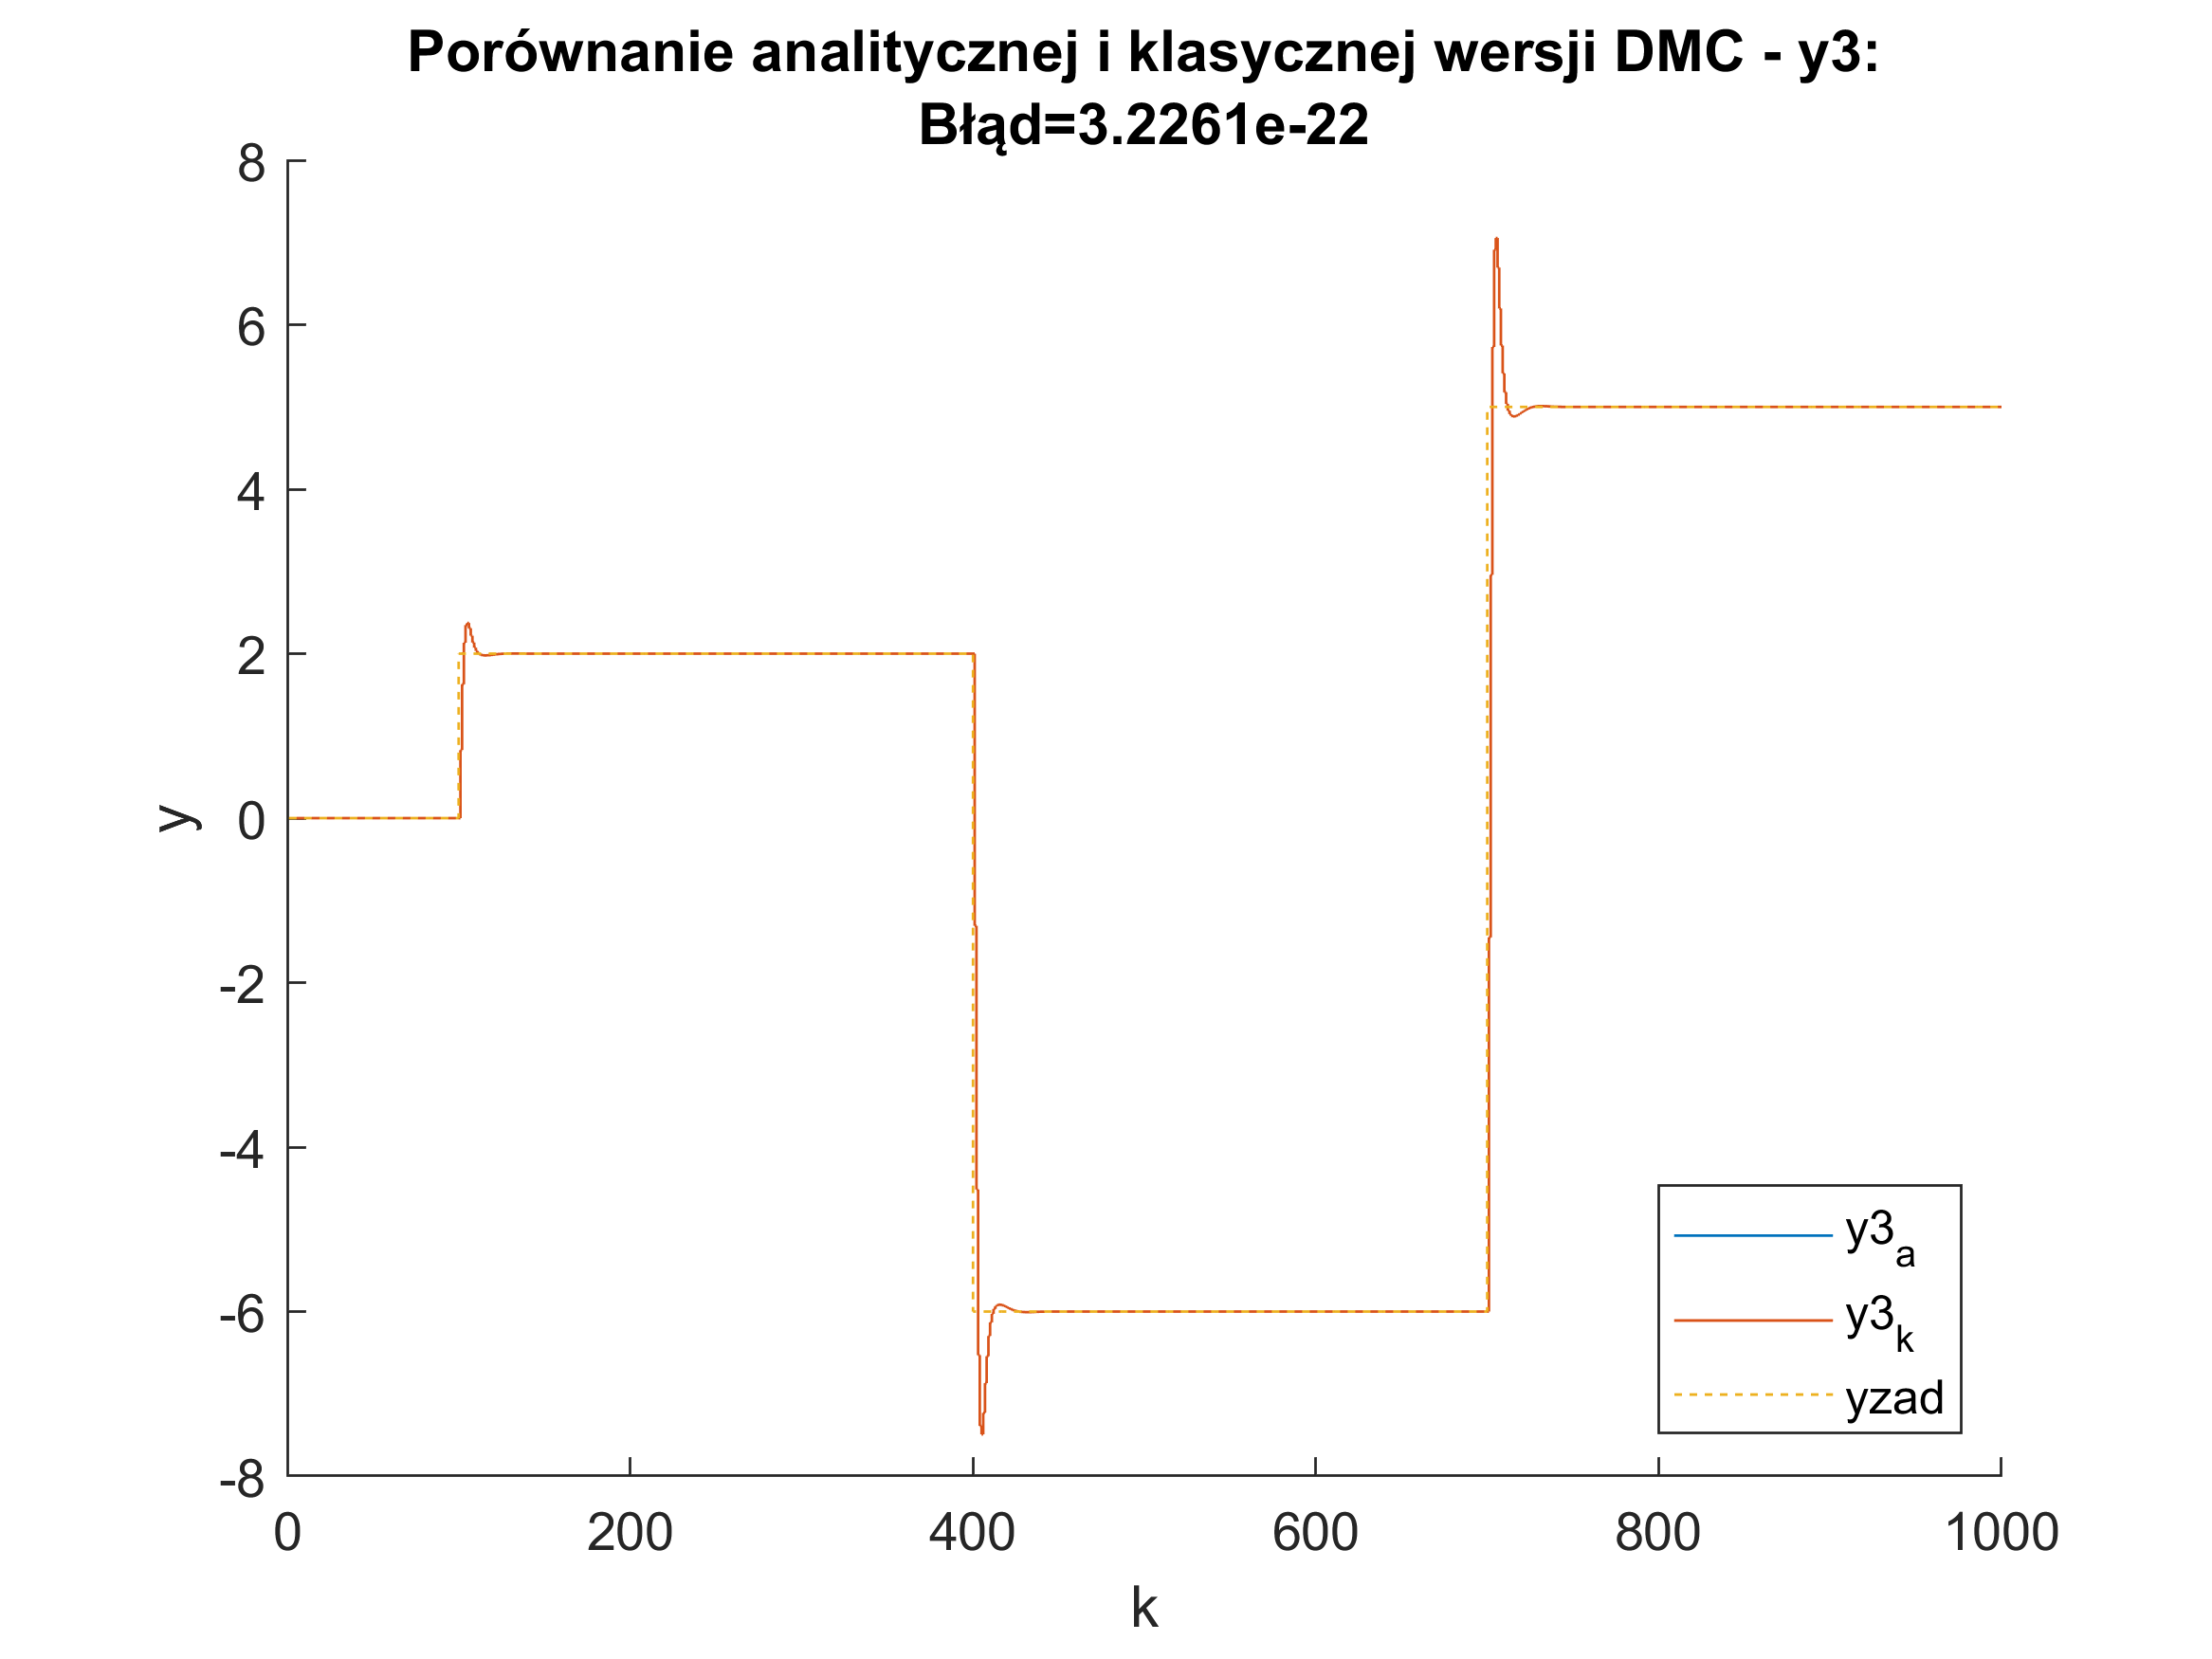 Porównanie analitycznej i klasycznej wersji DMC - y3:
Błąd=3.2261e-22
8
6
4
2
0
-2
-4
-6
-8
y
0 200 400 600 800 1000
k
y3a
y3k
yzad